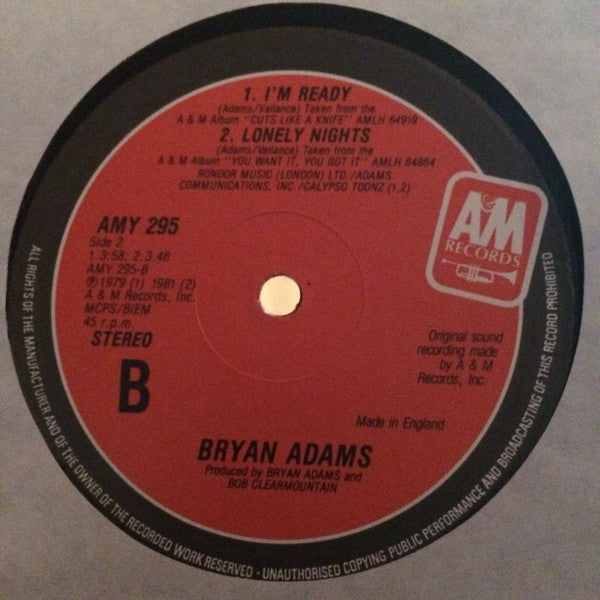 1. I'M READY
(Adams/Vallance) Taken from the
A & M Album "CUTS LIKE A KNIFE" AMLH 64919
2. LONELY NIGHTS
(Adams/Vallance) Taken from the
A & M Album "YOU WANT IT, YOU GOT IT" AMLH 64864
RONDOR MUSIC (LONDON) LTD./ADAMS
COMMUNICATIONS, INC./CALYPSO TOONZ (1,2)
AMY 295
Side 2
1. 3:58; 2. 3.46
AMY 295-B
℗ 1979 (1) 1981 (2)
A & M Records, Inc.
MCPS/BIEM
45 r.p.m.
STEREO
B
A&M
RECORDS
Original sound
recording made
by A & M
Records, Inc.
Made in England
BRYAN ADAMS
Produced by BRYAN ADAMS and
BOB CLEARMOUNTAIN
ALL RIGHTS OF THE MANUFACTURER AND OF THE OWNER OF THE RECORDED WORK RESERVED · UNAUTHORISED COPYING PUBLIC PERFORMANCE AND BROADCASTING OF THIS RECORD PROHIBITED